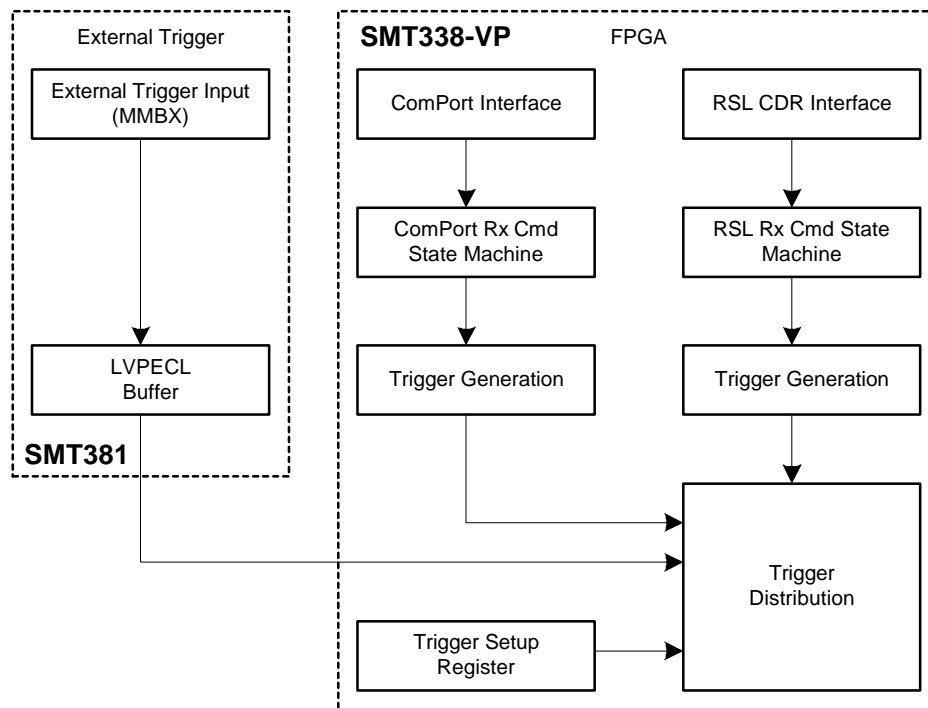 External Trigger
External Trigger Input
(MMBX)
LVPECL
Buffer
SMT381
SMT338-VP
FPGA
ComPort Interface
RSL CDR Interface
ComPort Rx Cmd
State Machine
RSL Rx Cmd State
Machine
Trigger Generation
Trigger Generation
Trigger
Distribution
Trigger Setup
Register